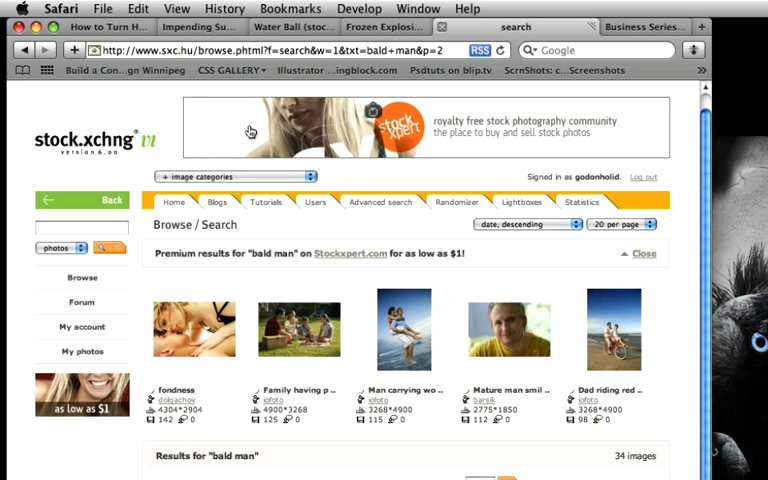 Safari File Edit View History Bookmarks Develop Window Help
How to Turn H... Impending Su... Water Ball (stoc... Frozen Explosi... search Business Series...
http://www.sxc.hu/browse.phtml?f=search&w=1&txt=bald+man&p=2 RSS Google
Build a Con...gn Winnipeg CSS GALLERY Illustrator ...ingblock.com Psdtuts on blip.tv ScrnShots: c...Screenshots
stock.xchng® vi
version 6.00
stock
xpert
royalty free stock photography community
the place to buy and sell stock photos
+ image categories
Signed in as godonholid. Log out
Back
Home Blogs Tutorials Users Advanced search Randomizer Lightboxes Statistics
Browse / Search
date, descending 20 per page
photos
Premium results for "bald man" on Stockxpert.com for as low as $1! Close
Browse
Forum
My account
My photos
as low as $1
fondness
dolgachov
4304*2904
142 0
Family having p ..
iofoto
4900*3268
125 0
Man carrying wo ..
iofoto
3268*4900
115 0
Mature man smil ..
barsik
2775*1850
112 0
Dad riding red ..
iofoto
3268*4900
98 0
Results for "bald man" 34 images